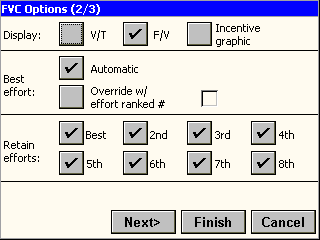 FVC Options (2/3)
Display: V/T F/V Incentive graphic
Best effort: Automatic
Override w/ effort ranked #
Retain efforts: Best 2nd 3rd 4th
5th 6th 7th 8th
Next> Finish Cancel